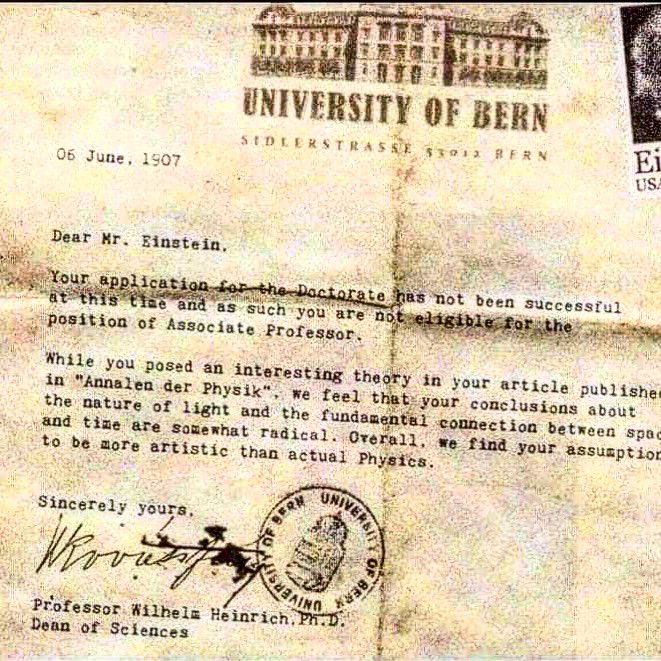 UNIVERSITY OF BERN
SIDLERSTRASSE 53012 BERN
06 June, 1907
Ei
USA
Dear Mr. Einstein,
Your application for the Doctorate has not been successful
at this time and as such you are not eligible for the
position of Associate Professor.
While you posed an interesting theory in your article publishe
in "Annalen der Physik", we feel that your conclusions about
the nature of light and the fundamental connection between spac
and time are somewhat radical. Overall, we find your assumption
to be more artistic than actual Physics.
Sincerely yours,
UNIVERSITY OF BERN UNIVERSITY OF BERN
Professor Wilhelm Heinrich, Ph.D.
Dean of Sciences